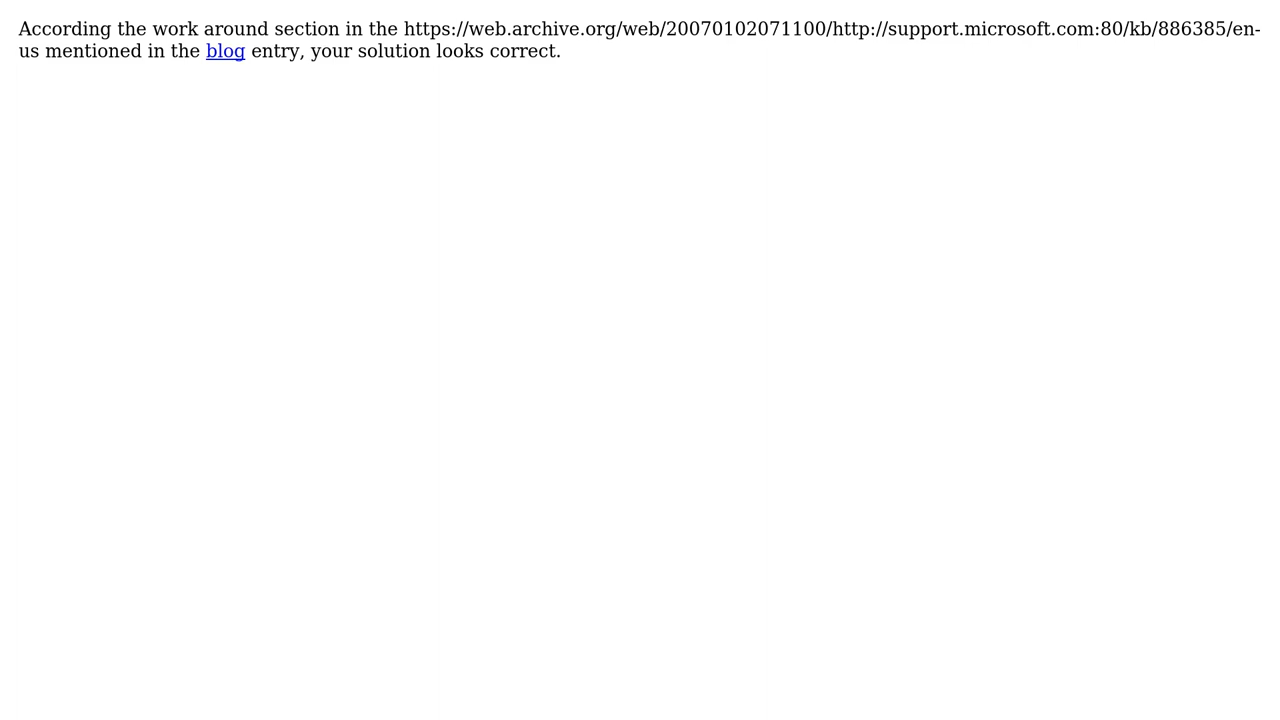 According the work around section in the https://web.archive.org/web/20070102071100/http://support.microsoft.com:80/kb/886385/en-
us mentioned in the blog entry, your solution looks correct.